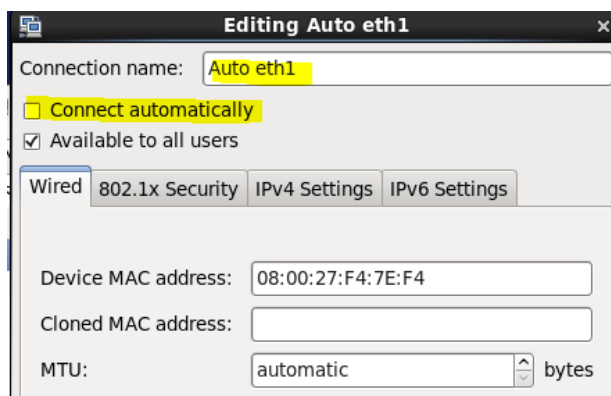 Editing Auto eth1
Connection name: Auto eth1
Connect automatically
Available to all users
Wired 802.1x Security IPv4 Settings IPv6 Settings
Device MAC address: 08:00:27:F4:7E:F4
Cloned MAC address:
MTU: automatic bytes